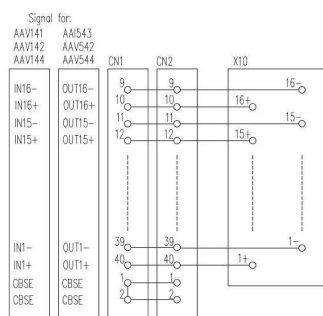 Signal for:
AAV141 AAI543
AAV142 AAV542
AAV144 AAV544 CN1 CN2 X10
IN16- OUT16- 9 9 16-
IN16+ OUT16+ 10 10 16+
IN15- OUT15- 11 11 15-
IN15+ OUT15+ 12 12 15+
IN1- OUT1- 39 39 1-
IN1+ OUT1+ 40 40 1+
CBSE CBSE 1 1
CBSE CBSE 2 2